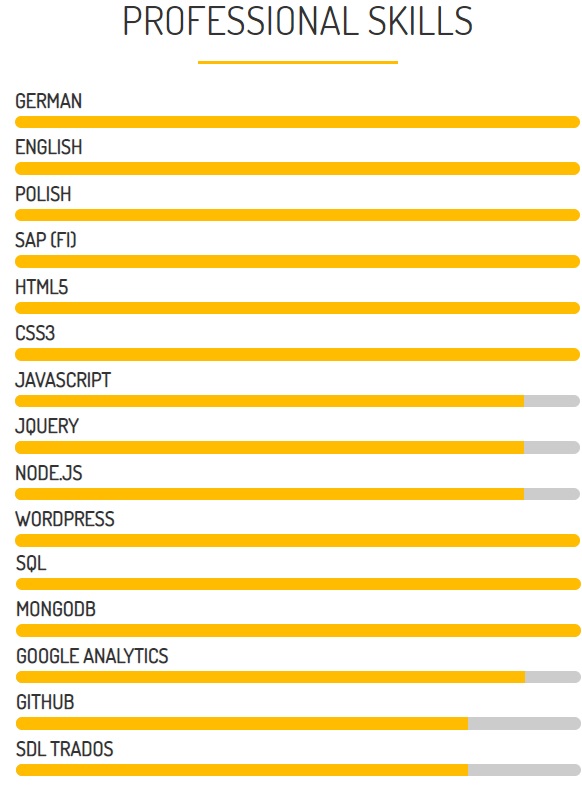 PROFESSIONAL SKILLS
GERMAN
ENGLISH
POLISH
SAP (FI)
HTML5
CSS3
JAVASCRIPT
JQUERY
NODE.JS
WORDPRESS
SQL
MONGODB
GOOGLE ANALYTICS
GITHUB
SDL TRADOS